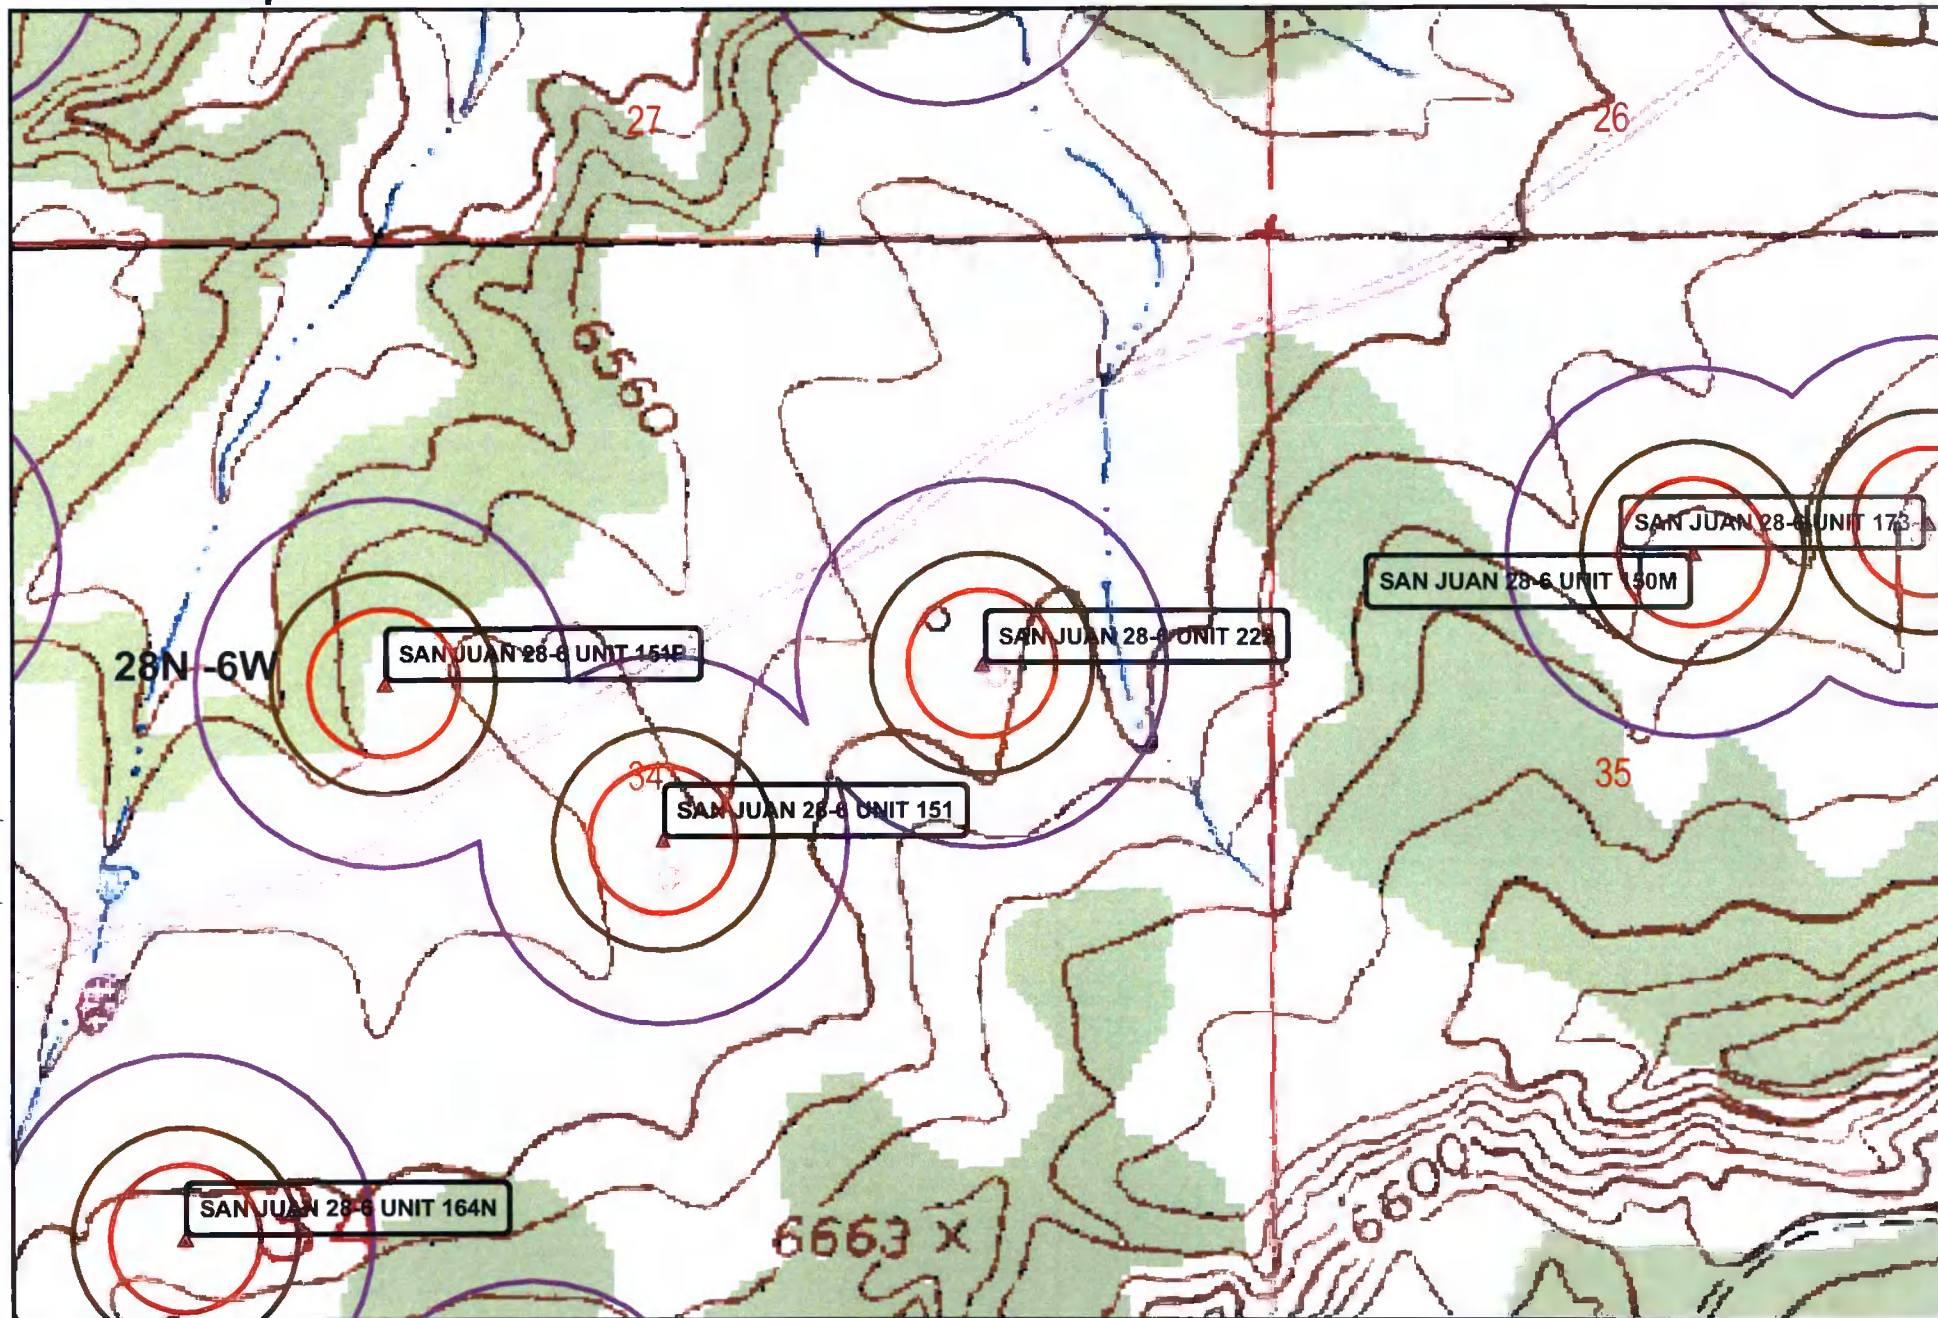 27
26
6560
SAN JUAN 28-6 UNIT 173
SAN JUAN 28-6 UNIT 150M
SAN JUAN 28-6 UNIT
SAN JUAN 28-6 UNIT 151P
28N -6W
34
35
SAN JUAN 28-6 UNIT 151
6600
SAN JUAN 28-6 UNIT 164N
6663 X